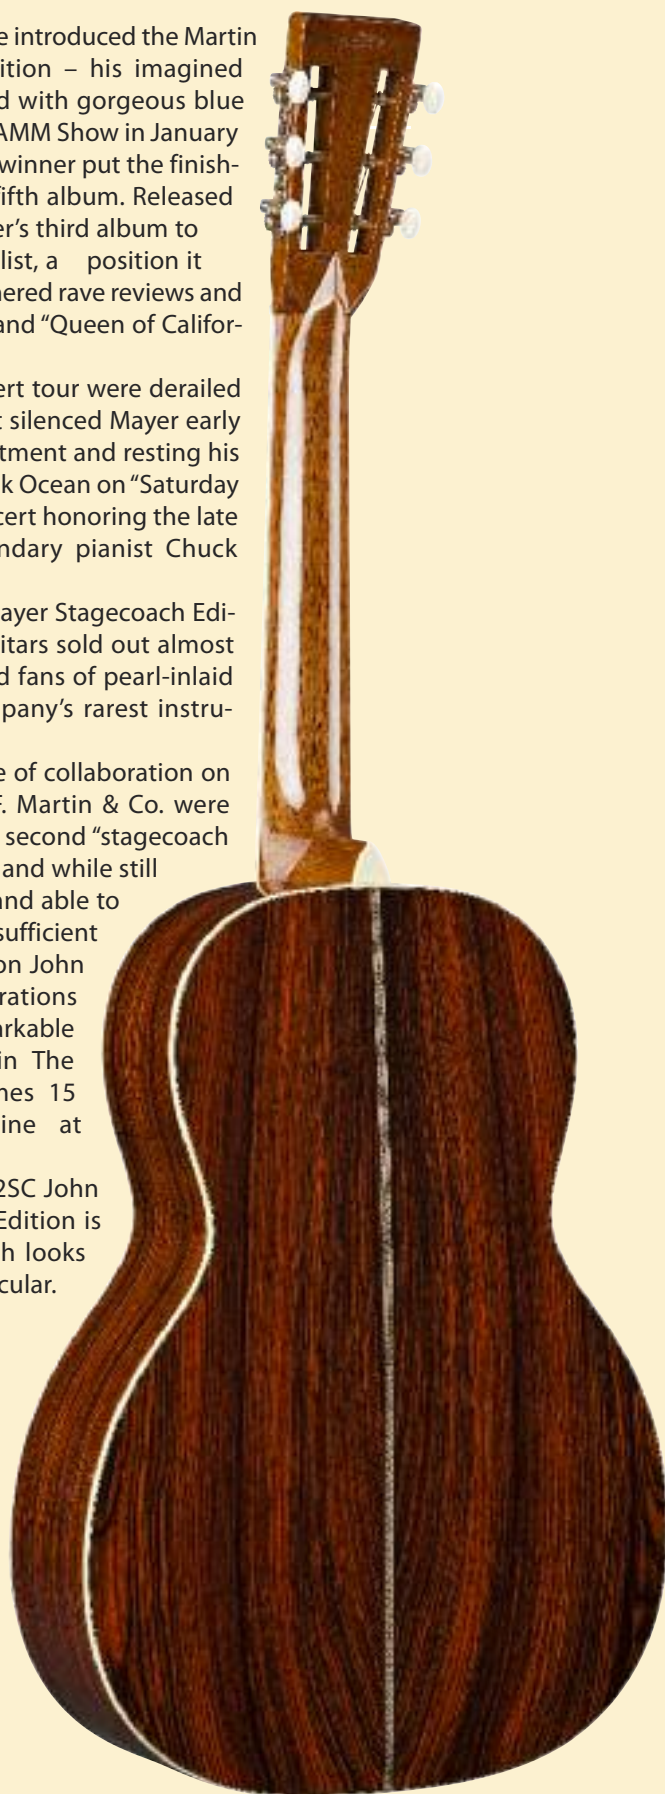 e introduced the Martin
ition – his imagined
d with gorgeous blue
AMM Show in January
winner put the finish-
fifth album. Released
er’s third album to
list, a position it
nered rave reviews and
and “Queen of Califor-
ert tour were derailed
t silenced Mayer early
tment and resting his
k Ocean on “Saturday
cert honoring the late
ndary pianist Chuck
ayer Stagecoach Edi-
itars sold out almost
d fans of pearl-inlaid
pany’s rarest instru-
e of collaboration on
F. Martin & Co. were
second “stagecoach
and while still
and able to
sufficient
on John
rations
arkable
in The
nes 15
ine at
2SC John
Edition is
h looks
cular.